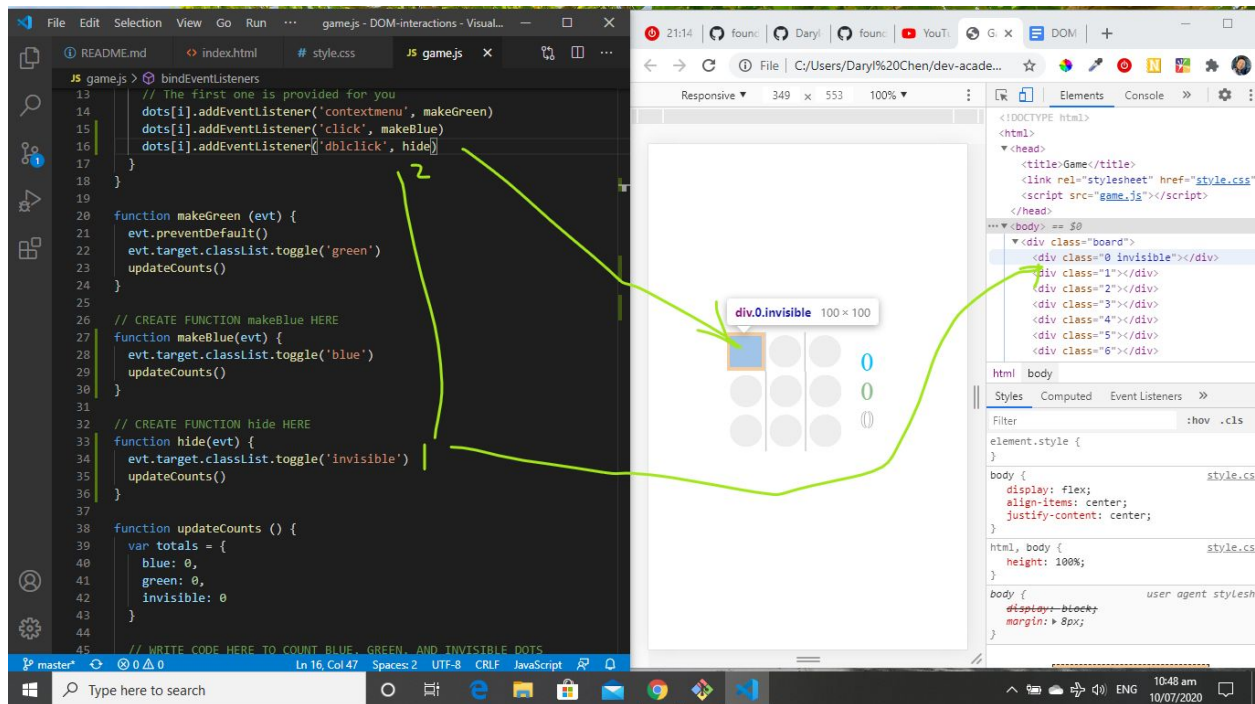 File Edit Selection View Go Run ··· game.js - DOM-interactions - Visual...
README.md index.html # style.css JS game.js
JS game.js > bindEventListeners
13 // The first one is provided for you
14 dots[i].addEventListener('contextmenu', makeGreen)
15 dots[i].addEventListener('click', makeBlue)
16 dots[i].addEventListener('dblclick', hide)
17 }
2
18 }
19
20 function makeGreen (evt) {
21 evt.preventDefault()
22 evt.target.classList.toggle('green')
23 updateCounts()
24 }
25
26 // CREATE FUNCTION makeBlue HERE
27 function makeBlue(evt) {
28 evt.target.classList.toggle('blue')
29 updateCounts()
30 }
31
32 // CREATE FUNCTION hide HERE
33 function hide(evt) {
34 evt.target.classList.toggle('invisible') 1
35 updateCounts()
36 }
37
38 function updateCounts () {
39 var totals = {
40 blue: 0,
41 green: 0,
42 invisible: 0
43 }
44
45 // WRITE CODE HERE TO COUNT BLUE, GREEN, AND INVISIBLE DOTS
1
master* 0 0 Ln 16, Col 47 Spaces: 2 UTF-8 CRLF JavaScript
21:14 found Daryl found YouTu G DOM
File | C:/Users/Daryl%20Chen/dev-acade...
Responsive 349 x 553 100%
div.0.invisible 100 × 100
0
0
0
Elements Console »
<!DOCTYPE html>
<html>
<head>
<title>Game</title>
<link rel="stylesheet" href="style.css"
<script src="game.js"></script>
</head>
··· <body> == $0
<div class="board">
<div class="0 invisible"></div>
<div class="1"></div>
<div class="2"></div>
<div class="3"></div>
<div class="4"></div>
<div class="5"></div>
<div class="6"></div>
html body
Styles Computed Event Listeners »
Filter :hov .cls
element.style {
}
body { style.cs
display: flex;
align-items: center;
justify-content: center;
}
html, body { style.cs
height: 100%;
}
body { user agent stylesh
display: block;
margin: 8px;
}
Type here to search
ENG
10:48 am
10/07/2020